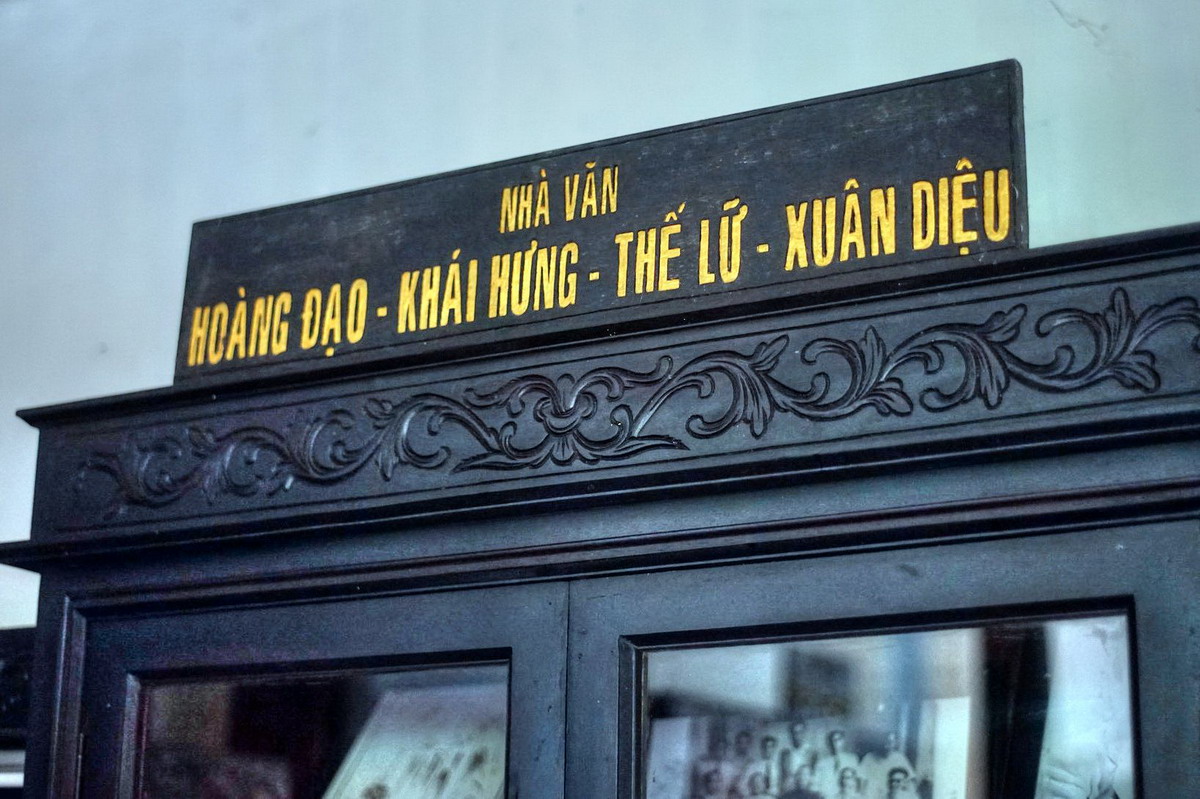 NHÀ VĂN
HOÀNG ĐẠO - KHÁI HƯNG - THẾ LỮ - XUÂN DIỆU